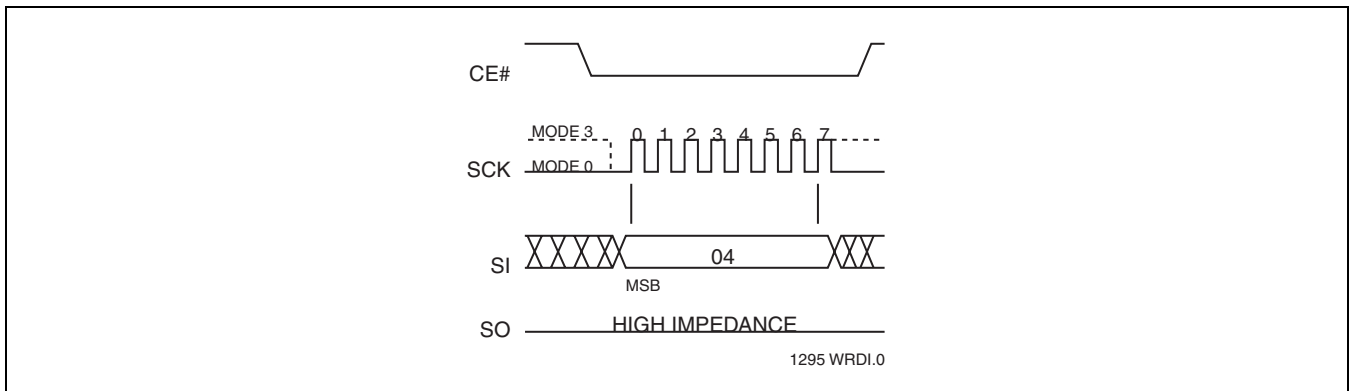 CE#
MODE 3 0 1 2 3 4 5 6 7
SCK MODE 0
SI 04
MSB
SO HIGH IMPEDANCE
1295 WRDI.0